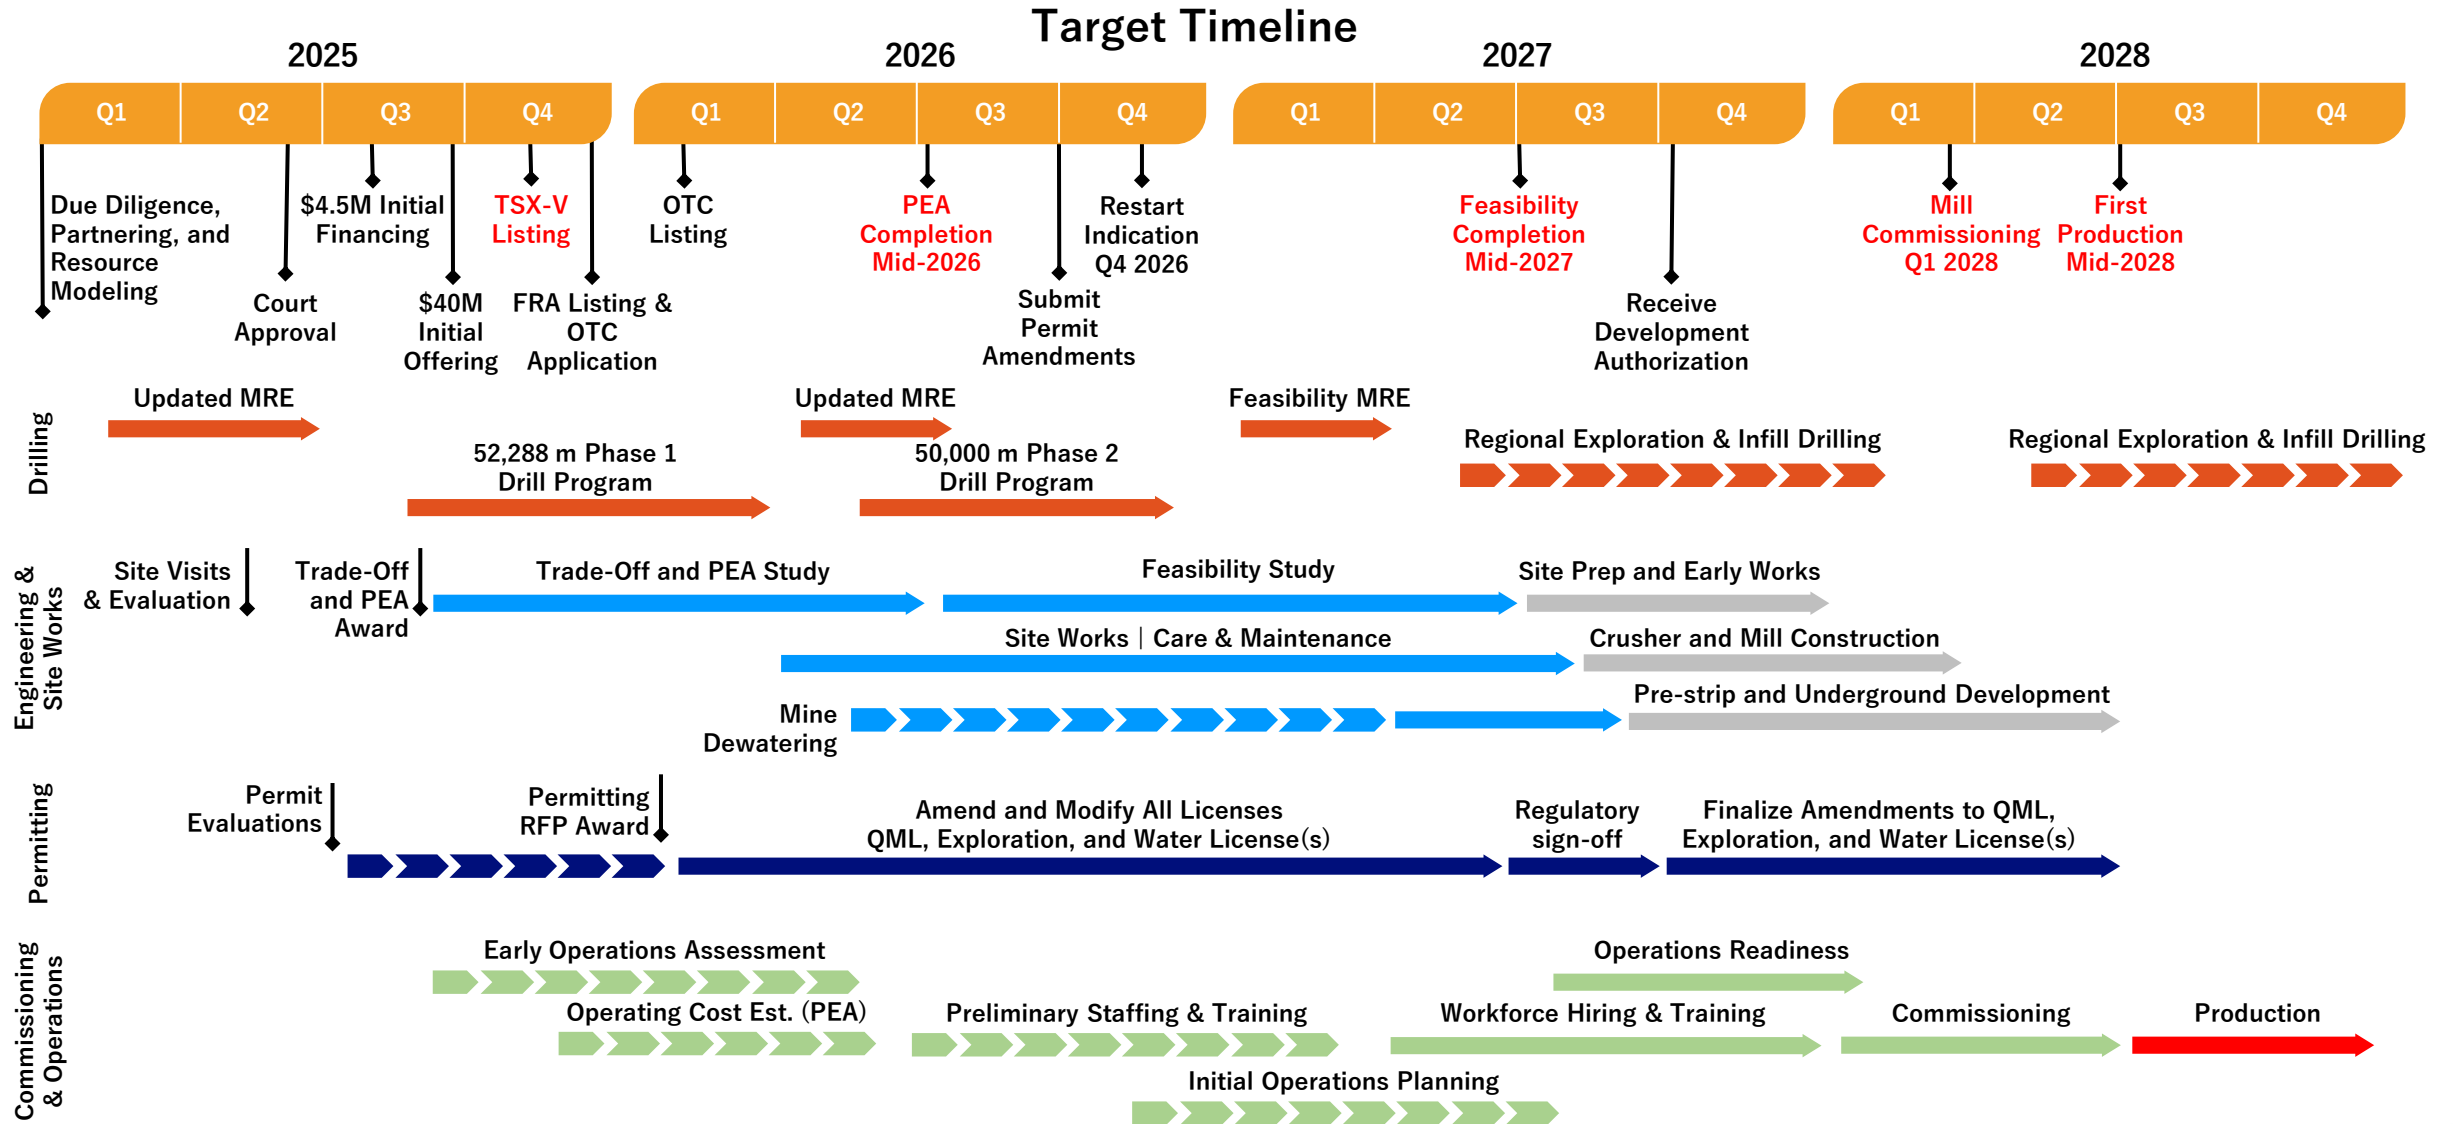 Target Timeline
2025
2026
2027
2028
Q1
Q2
Q3
Q4
Q1
Q2
Q3
Q4
Q1
Q2
Q3
Q4
Q1
Q2
Q3
Q4
Due Diligence,
Partnering, and
Resource
Modeling
Court
Approval
$4.5M Initial
Financing
$40M
Initial
Offering
TSX-V
Listing
FRA Listing &
OTC
Application
OTC
Listing
PEA
Completion
Mid-2026
Submit
Permit
Amendments
Restart
Indication
Q4 2026
Feasibility
Completion
Mid-2027
Receive
Development
Authorization
Mill
Commissioning
Q1 2028
First
Production
Mid-2028
Drilling
Updated MRE
52,288 m Phase 1
Drill Program
Updated MRE
50,000 m Phase 2
Drill Program
Feasibility MRE
Regional Exploration & Infill Drilling
Regional Exploration & Infill Drilling
Engineering &
Site Works
Site Visits
& Evaluation
Trade-Off
and PEA
Award
Trade-Off and PEA Study
Feasibility Study
Site Prep and Early Works
Site Works | Care & Maintenance
Crusher and Mill Construction
Mine
Dewatering
Pre-strip and Underground Development
Permitting
Permit
Evaluations
Permitting
RFP Award
Amend and Modify All Licenses
QML, Exploration, and Water License(s)
Regulatory
sign-off
Finalize Amendments to QML,
Exploration, and Water License(s)
Commissioning
& Operations
Early Operations Assessment
Operations Readiness
Operating Cost Est. (PEA)
Preliminary Staffing & Training
Workforce Hiring & Training
Commissioning
Production
Initial Operations Planning